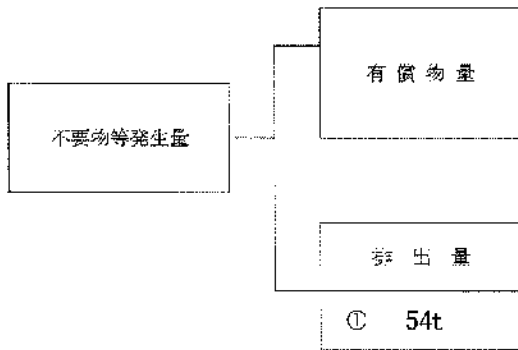 有償物量
不要物等発生量
排出量
① 54t